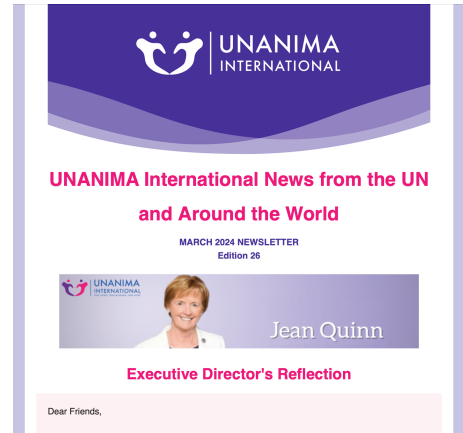 UNANIMA
INTERNATIONAL
UNANIMA International News from the UN
and Around the World
MARCH 2024 NEWSLETTER
Edition 26
UNANIMA
INTERNATIONAL
Jean Quinn
Executive Director's Reflection
Dear Friends,